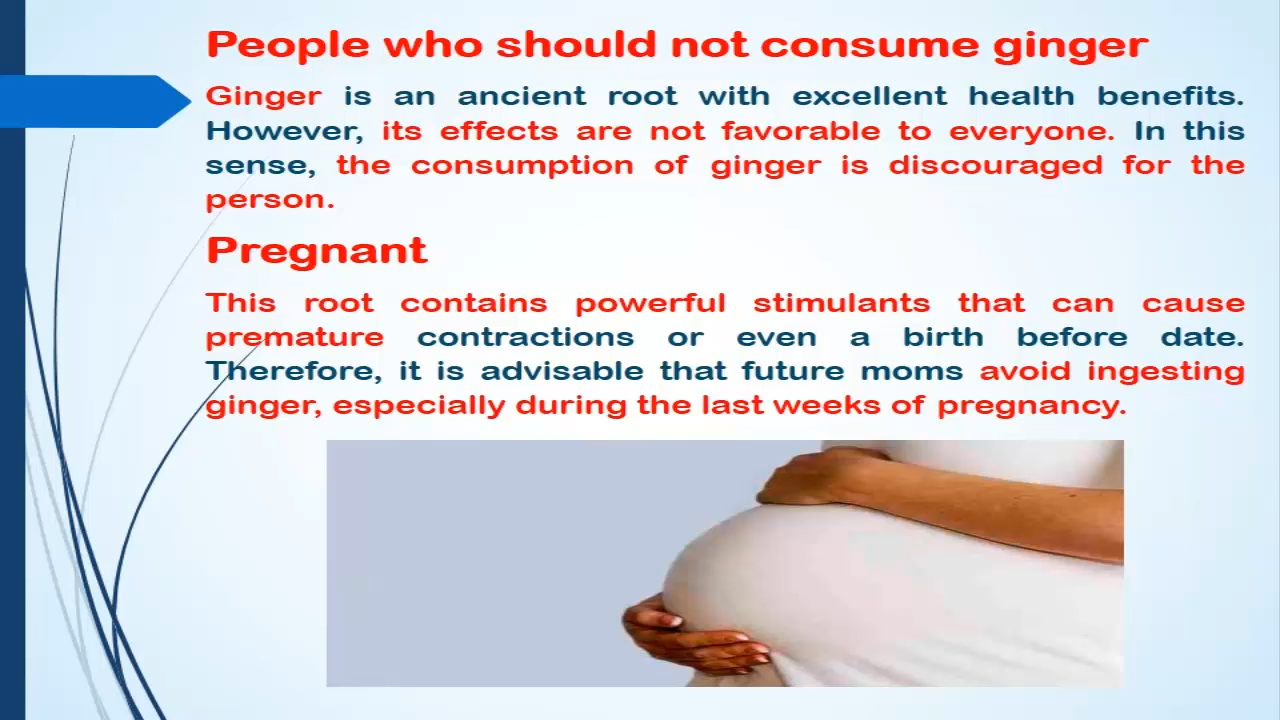 People who should not consume ginger
Ginger is an ancient root with excellent health benefits.
However, its effects are not favorable to everyone. In this
sense, the consumption of ginger is discouraged for the
person.
Pregnant
This root contains powerful stimulants that can cause
premature contractions or even a birth before date.
Therefore, it is advisable that future moms avoid ingesting
ginger, especially during the last weeks of pregnancy.